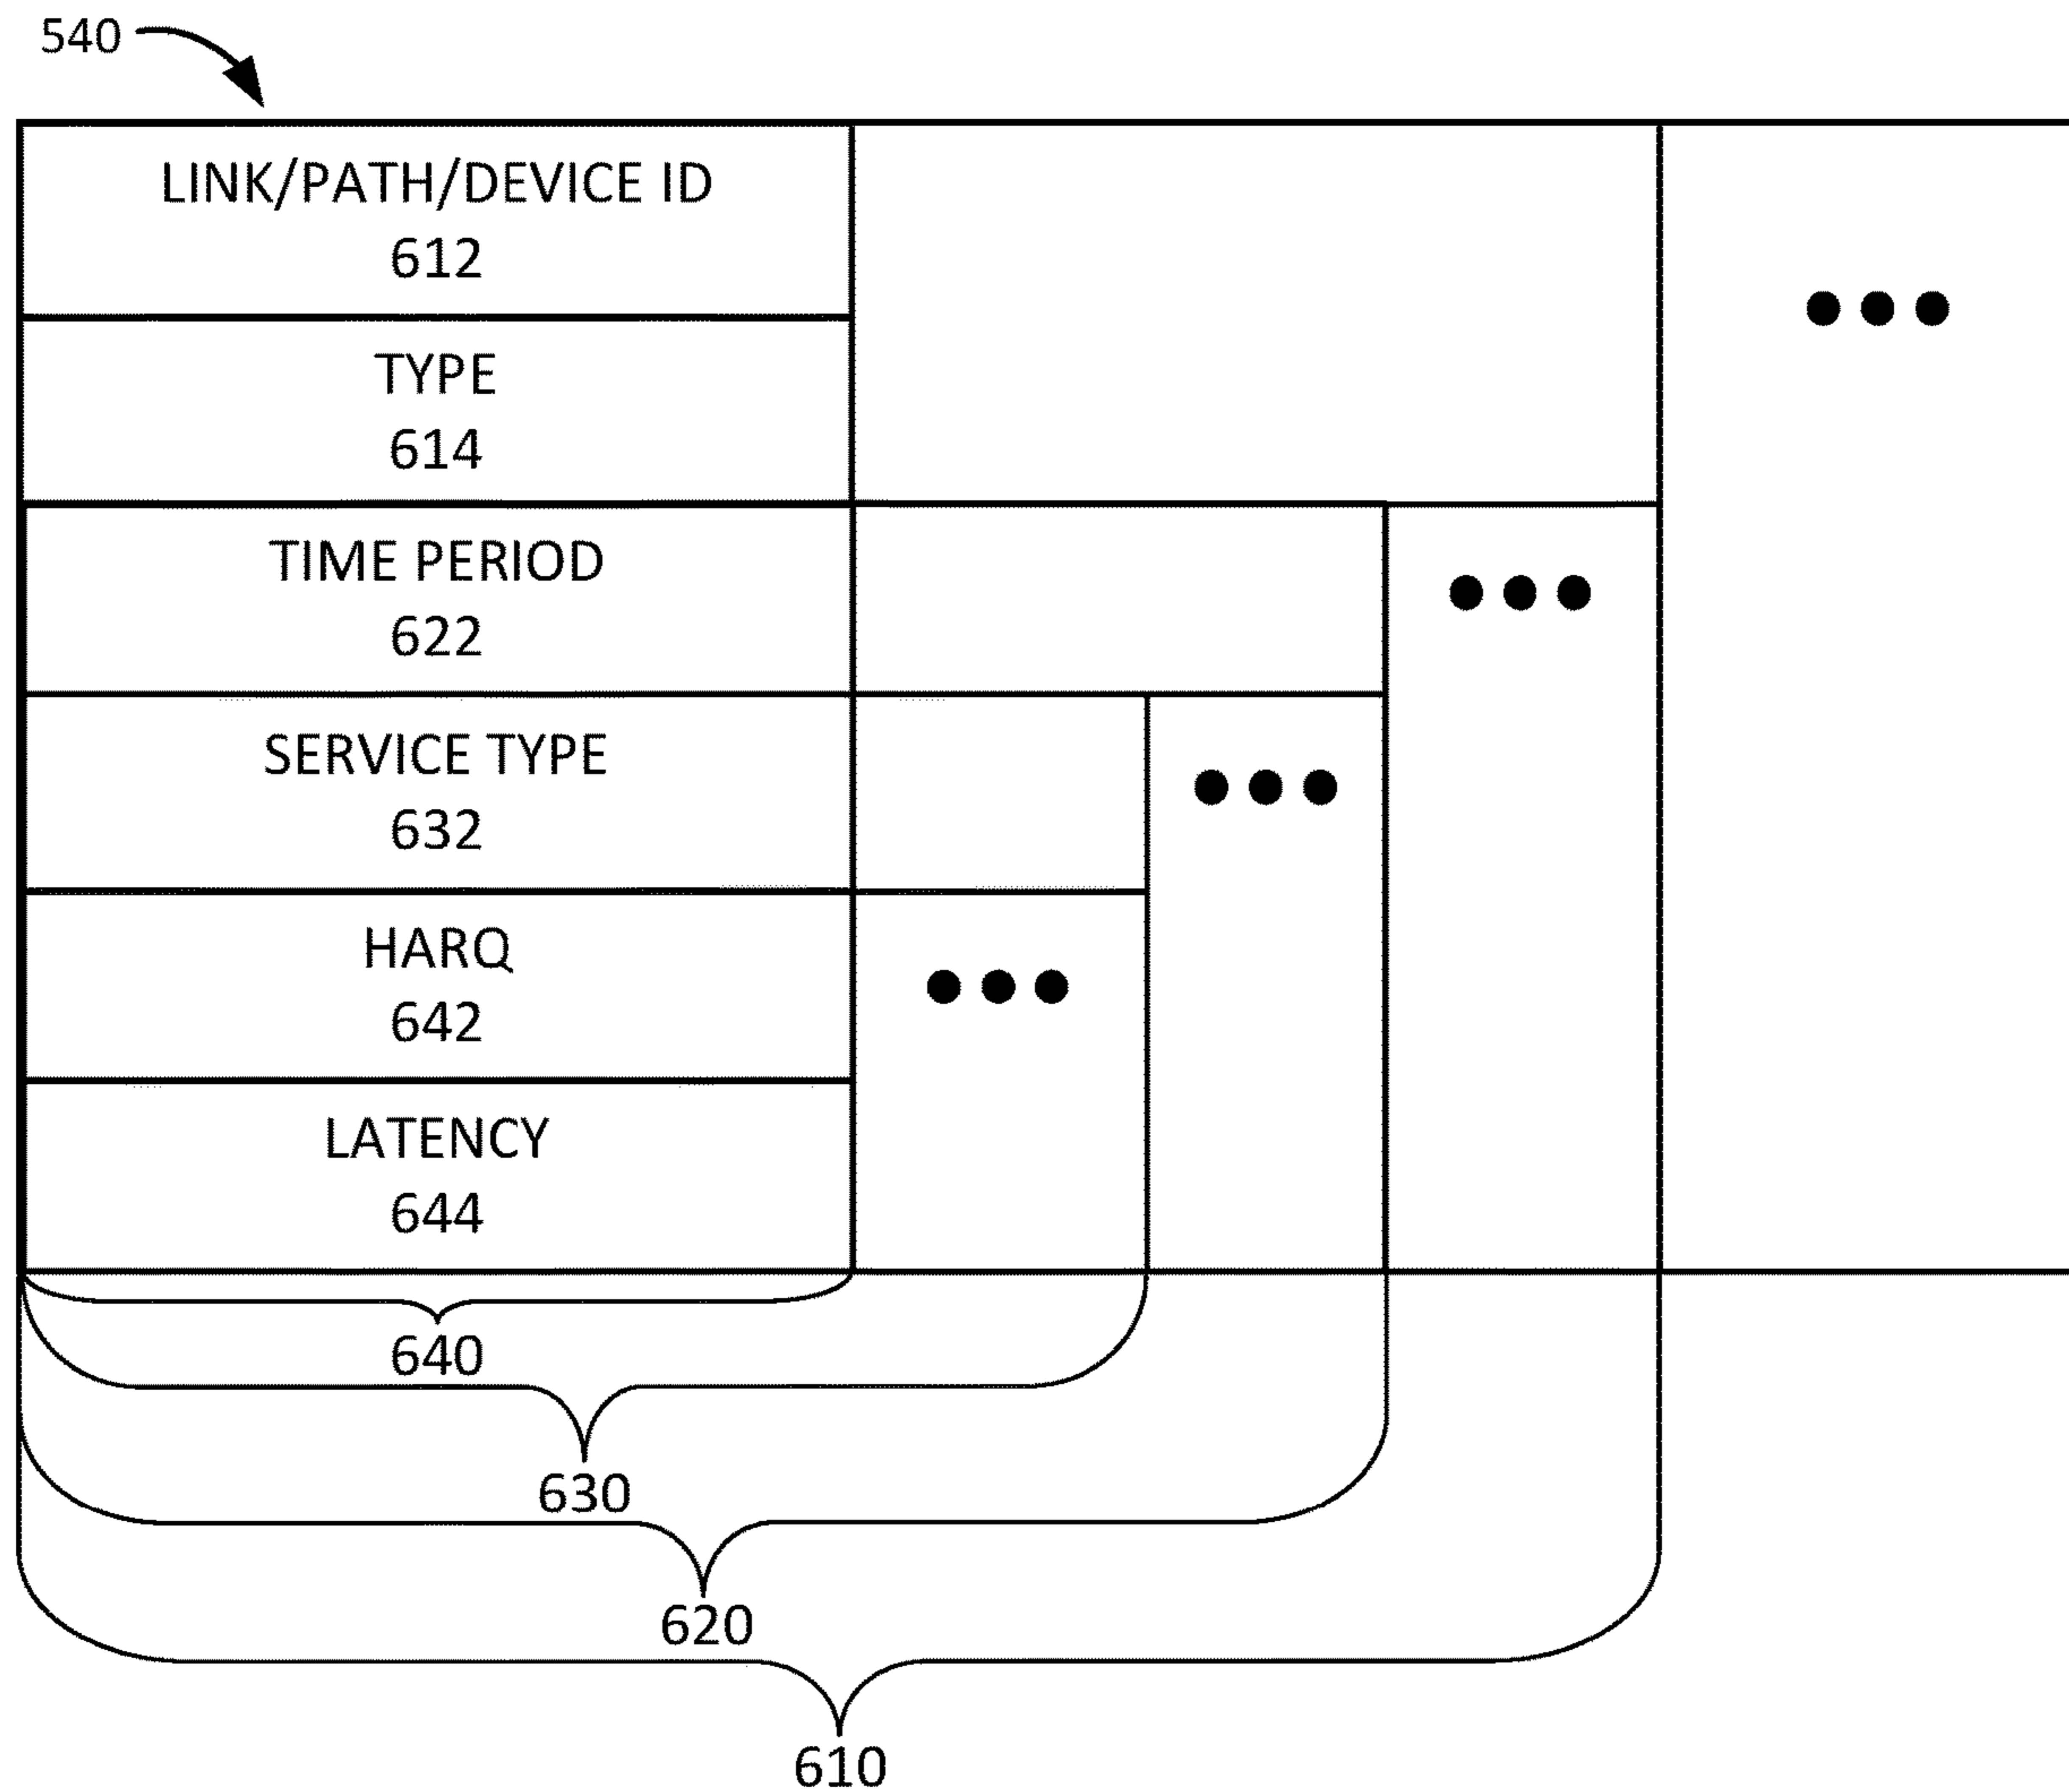 540
LINK/PATH/DEVICE ID
612
TYPE
614
TIME PERIOD
622
SERVICE TYPE
632
HARQ
642
LATENCY
644
640
630
620
610